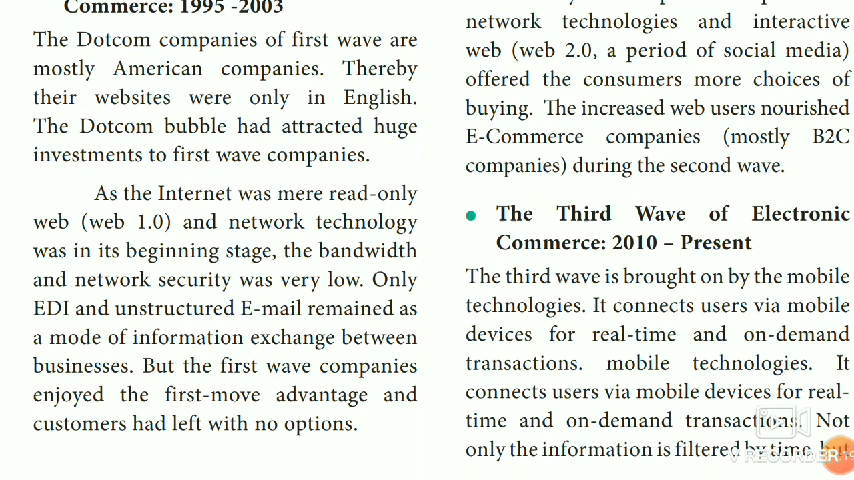 Commerce: 1995 -2003
The Dotcom companies of first wave are
mostly American companies. Thereby
their websites were only in English.
The Dotcom bubble had attracted huge
investments to first wave companies.
As the Internet was mere read-only
web (web 1.0) and network technology
was in its beginning stage, the bandwidth
and network security was very low. Only
EDI and unstructured E-mail remained as
a mode of information exchange between
businesses. But the first wave companies
enjoyed the first-move advantage and
customers had left with no options.
network technologies and interactive
web (web 2.0, a period of social media)
offered the consumers more choices of
buying. The increased web users nourished
E-Commerce companies (mostly B2C
companies) during the second wave.
The Third Wave of Electronic
Commerce: 2010 – Present
The third wave is brought on by the mobile
technologies. It connects users via mobile
devices for real-time and on-demand
transactions. mobile technologies. It
connects users via mobile devices for real-
time and on-demand transactions. Not
only the information is filtered by time, but
V RECORDER
19